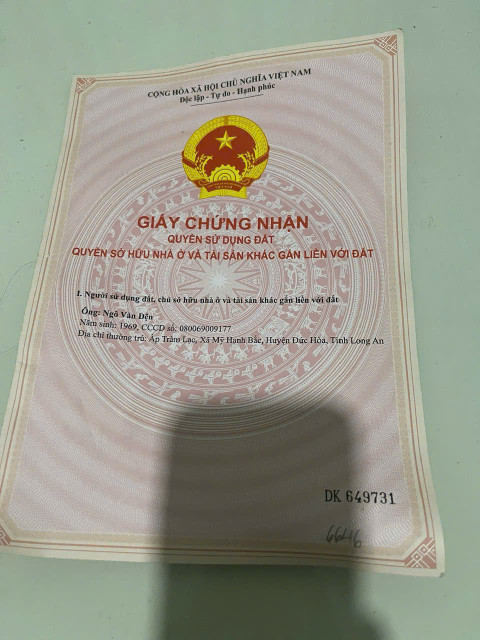 CỘNG HÒA XÃ HỘI CHỦ NGHĨA VIỆT NAM
Độc lập - Tự do - Hạnh phúc
GIẤY CHỨNG NHẬN
QUYỀN SỬ DỤNG ĐẤT
QUYỀN SỞ HỮU NHÀ Ở VÀ TÀI SẢN KHÁC GẮN LIỀN VỚI ĐẤT
I. Người sử dụng đất, chủ sở hữu nhà ở và tài sản khác gắn liền với đất
Ông: Ngô Văn Đện
Năm sinh: 1969, CCCD số: 080069009177
Địa chỉ thường trú: Ấp Tràm Lạc, Xã Mỹ Hạnh Bắc, Huyện Đức Hòa, Tỉnh Long An
DK 649731
6646